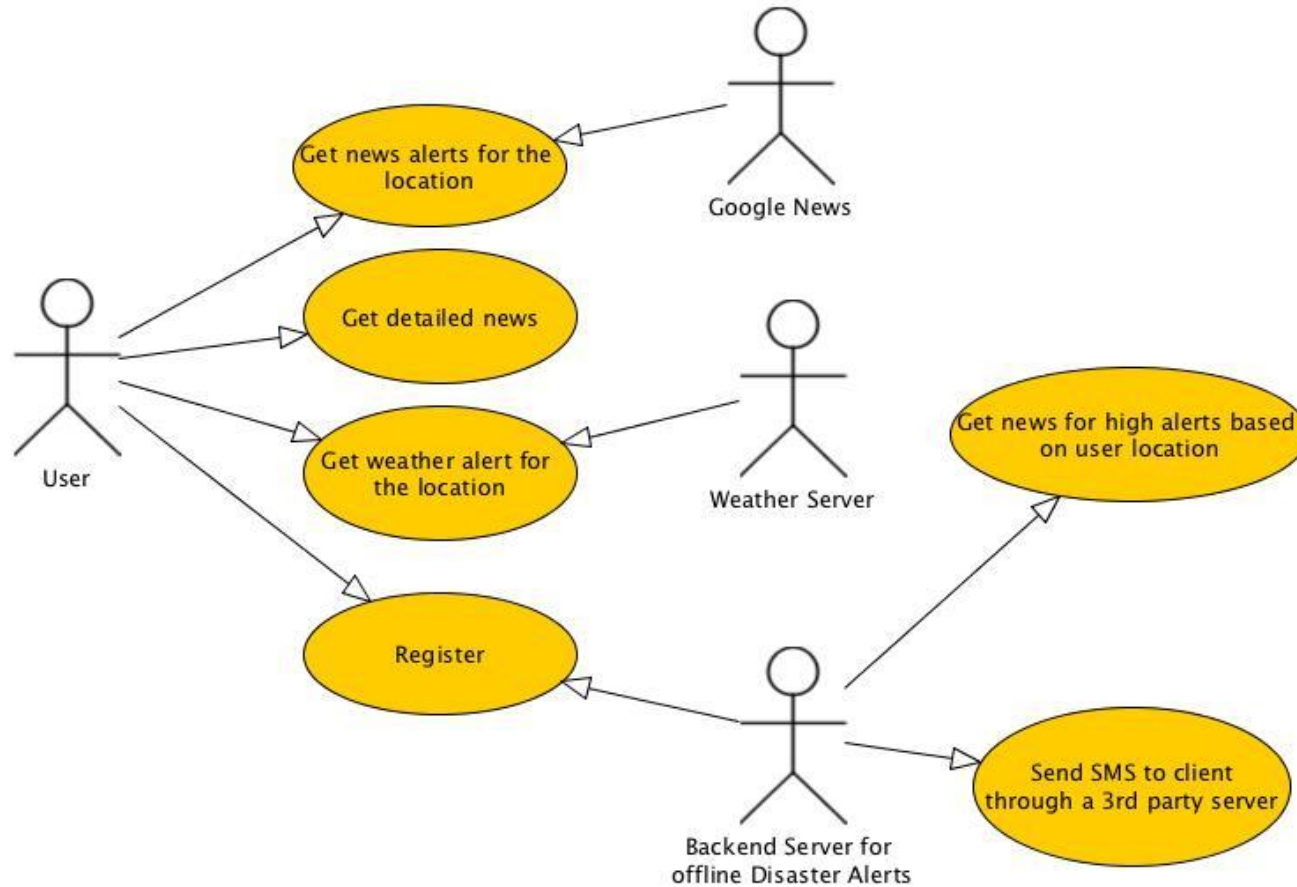 Get news alerts for the
location
Google News
Get detailed news
User
Get weather alert for
the location
Weather Server
Get news for high alerts based
on user location
Register
Send SMS to client
through a 3rd party server
Backend Server for
offline Disaster Alerts